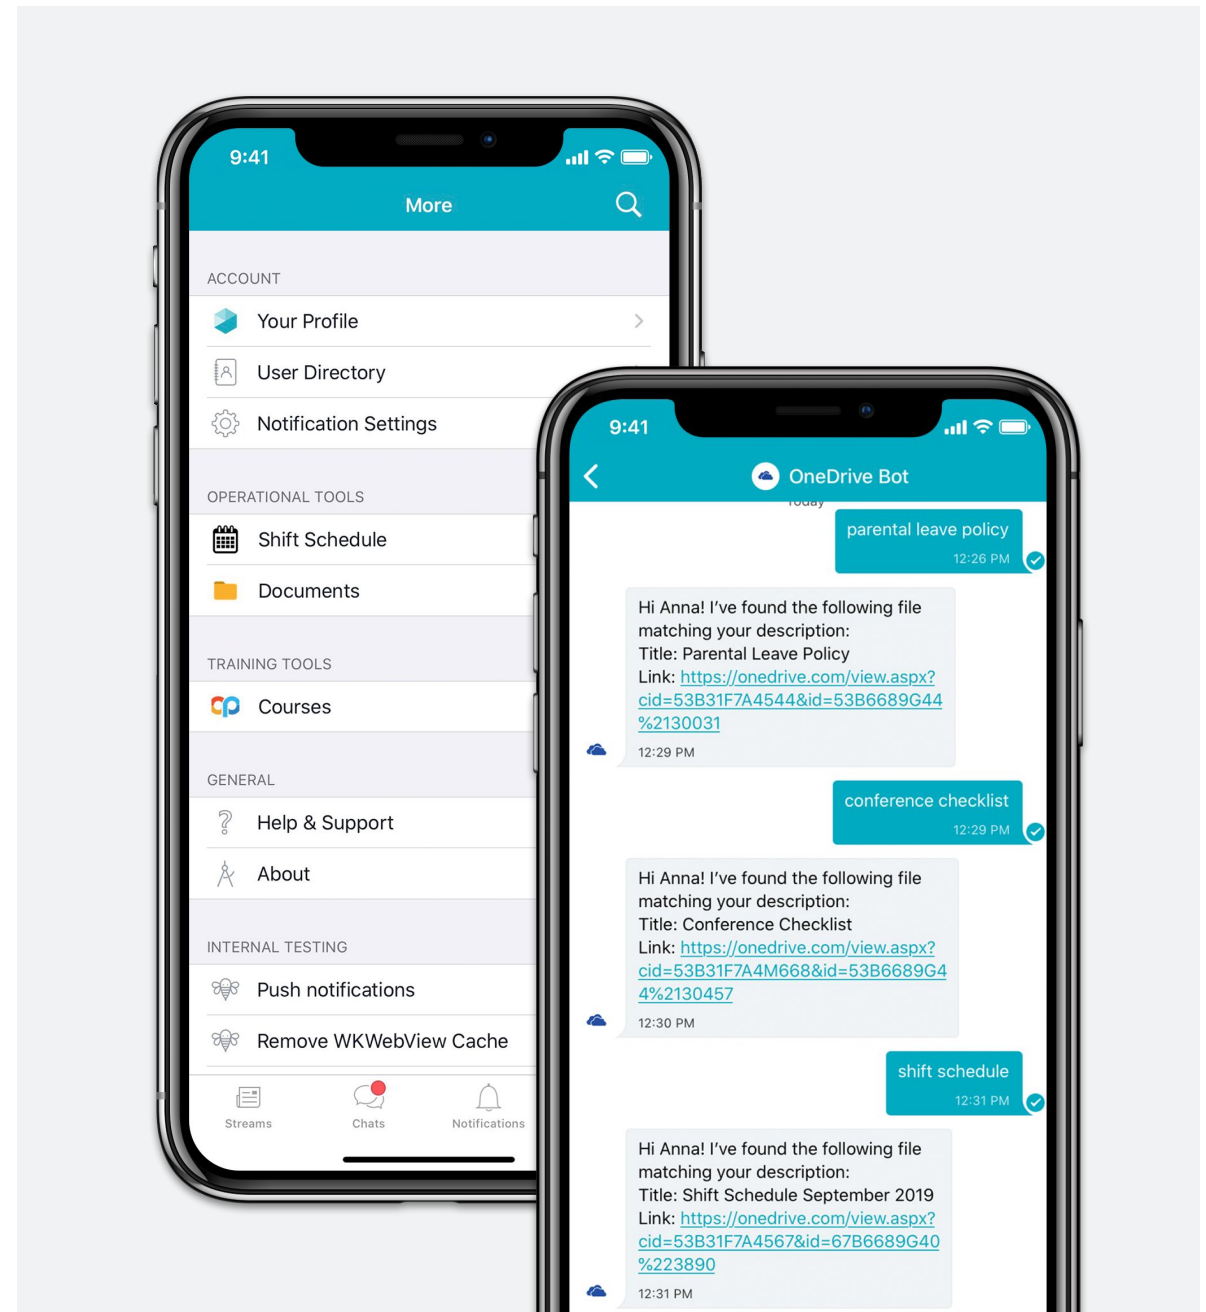 9:41
More
ACCOUNT
Your Profile
User Directory
Notification Settings
OPERATIONAL TOOLS
Shift Schedule
Documents
TRAINING TOOLS
Courses
GENERAL
Help & Support
About
INTERNAL TESTING
Push notifications
Remove WKWebView Cache
Streams
Chats
Notifications
9:41
OneDrive Bot
Today
parental leave policy
12:26 PM
Hi Anna! I’ve found the following file
matching your description:
Title: Parental Leave Policy
Link: https://onedrive.com/view.aspx?
cid=53B31F7A4544&id=53B6689G44
%2130031
12:29 PM
conference checklist
12:29 PM
Hi Anna! I’ve found the following file
matching your description:
Title: Conference Checklist
Link: https://onedrive.com/view.aspx?
cid=53B31F7A4M668&id=53B6689G4
4%2130457
12:30 PM
shift schedule
12:31 PM
Hi Anna! I’ve found the following file
matching your description:
Title: Shift Schedule September 2019
Link: https://onedrive.com/view.aspx?
cid=53B31F7A4567&id=67B6689G40
%223890
12:31 PM